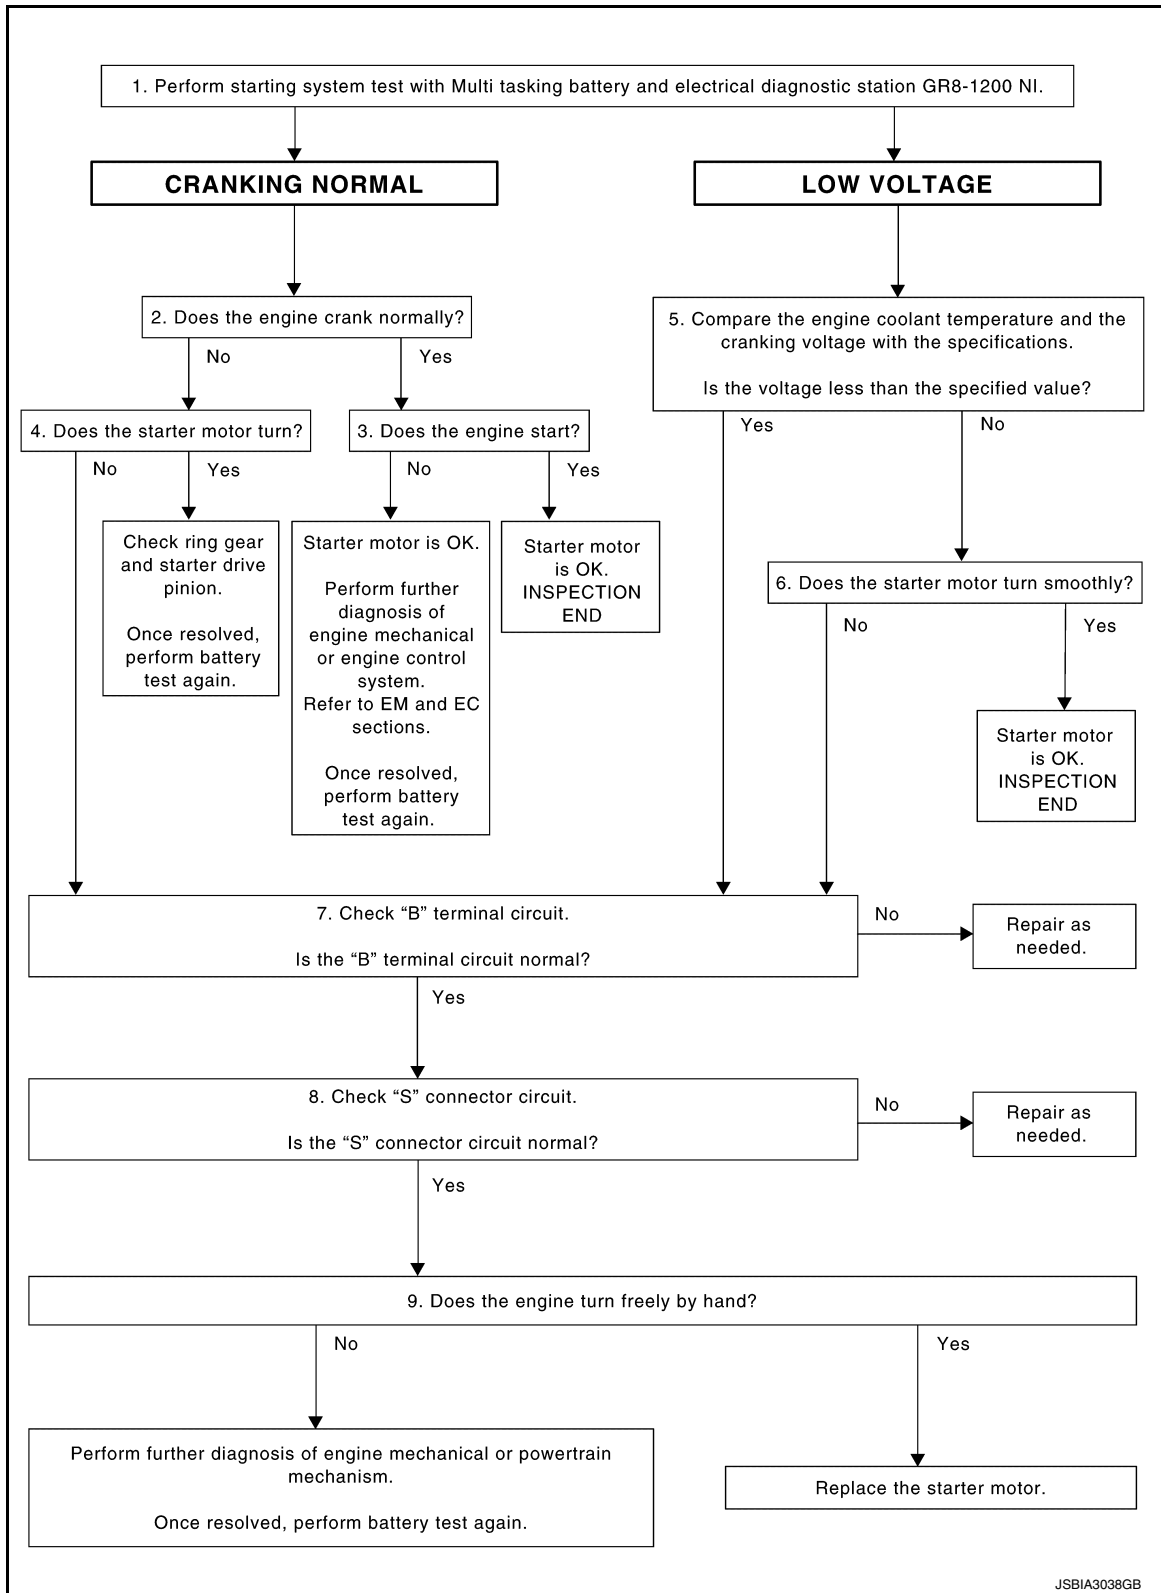 1. Perform starting system test with Multi tasking battery and electrical diagnostic station GR8-1200 NI.
CRANKING NORMAL
LOW VOLTAGE
2. Does the engine crank normally?
No
Yes
5. Compare the engine coolant temperature and the
cranking voltage with the specifications.
Is the voltage less than the specified value?
Yes
No
4. Does the starter motor turn?
No
Yes
3. Does the engine start?
No
Yes
Check ring gear
and starter drive
pinion.
Once resolved,
perform battery
test again.
Starter motor is OK.
Perform further
diagnosis of
engine mechanical
or engine control
system.
Refer to EM and EC
sections.
Once resolved,
perform battery
test again.
Starter motor
is OK.
INSPECTION
END
6. Does the starter motor turn smoothly?
No
Yes
Starter motor
is OK.
INSPECTION
END
7. Check “B” terminal circuit.
Is the “B” terminal circuit normal?
No
Repair as
needed.
Yes
8. Check “S” connector circuit.
Is the “S” connector circuit normal?
No
Repair as
needed.
Yes
9. Does the engine turn freely by hand?
No
Yes
Perform further diagnosis of engine mechanical or powertrain
mechanism.
Once resolved, perform battery test again.
Replace the starter motor.
JSBIA3038GB